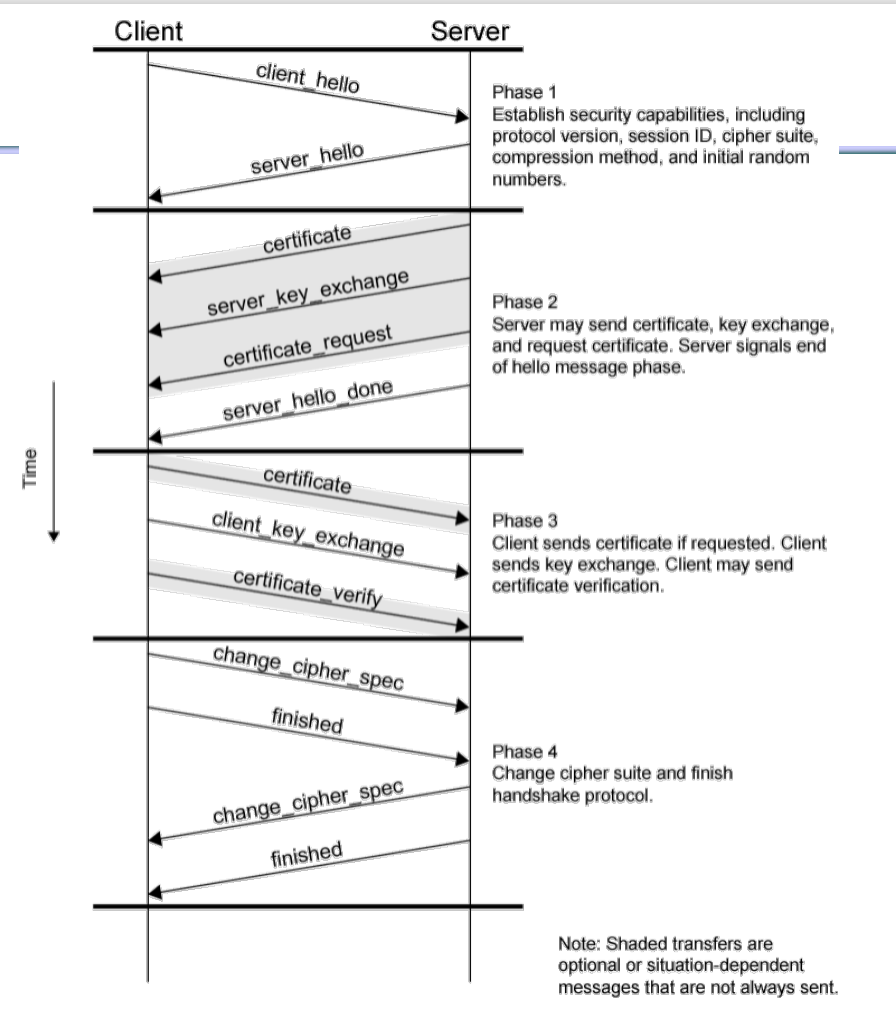 Client
Server
client_hello
server_hello
Phase 1
Establish security capabilities, including
protocol version, session ID, cipher suite,
compression method, and initial random
numbers.
certificate
server_key_exchange
certificate_request
server_hello_done
Phase 2
Server may send certificate, key exchange,
and request certificate. Server signals end
of hello message phase.
Time
certificate
client_key_exchange
certificate_verify
Phase 3
Client sends certificate if requested. Client
sends key exchange. Client may send
certificate verification.
change_cipher_spec
finished
change_cipher_spec
finished
Phase 4
Change cipher suite and finish
handshake protocol.
Note: Shaded transfers are
optional or situation-dependent
messages that are not always sent.